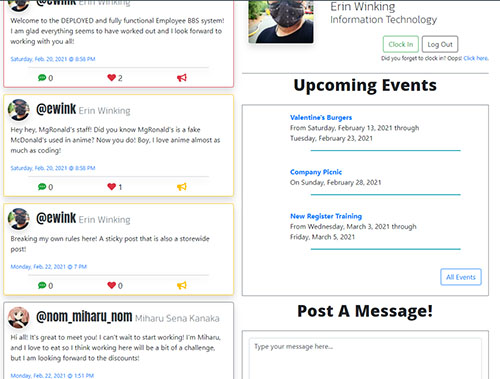 @ewink Erin Winking
Welcome to the DEPLOYED and fully functional Employee BBS system!
I am glad everything seems to have worked out and I look forward to
working with you all!
Saturday, Feb. 20, 2021 @ 8:58 PM
0
2
@ewink Erin Winking
Hey hey, MgRonald's staff! Did you know MgRonald's is a fake
McDonald's used in anime? Now you do! Boy, I love anime almost as
much as coding!
Saturday, Feb. 20, 2021 @ 8:58 PM
0
1
@ewink Erin Winking
Breaking my own rules here! A sticky post that is also a storewide
post!
Monday, Feb. 22, 2021 @ 7 PM
0
0
@nom_miharu_nom Miharu Sena Kanaka
Hi all! It's great to meet you! I can't wait to start working! I'm Miharu,
and I love to eat so I think working here will be a bit of a challenge,
but I am looking forward to the discounts!
Monday, Feb. 22, 2021 @ 1:51 PM
Erin Winking
Information Technology
Clock In
Log Out
Did you forget to clock in? Oops! Click here.
Upcoming Events
Valentine's Burgers
From Saturday, February 13, 2021 through
Tuesday, February 23, 2021
Company Picnic
On Sunday, February 28, 2021
New Register Training
From Wednesday, March 3, 2021 through
Friday, March 5, 2021
All Events
Post A Message!
Type your message here...